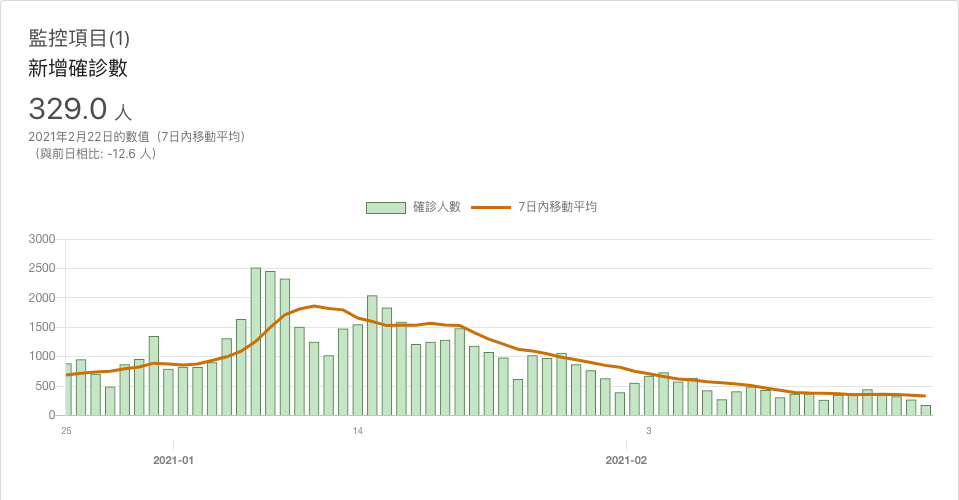 監控項目(1)
新增確診數
329.0 人
2021年2月22日的數值（7日內移動平均）
（與前日相比: -12.6 人）
確診人數 7日內移動平均
3000
2500
2000
1500
1000
500
0
25 14 3
2021-01 2021-02